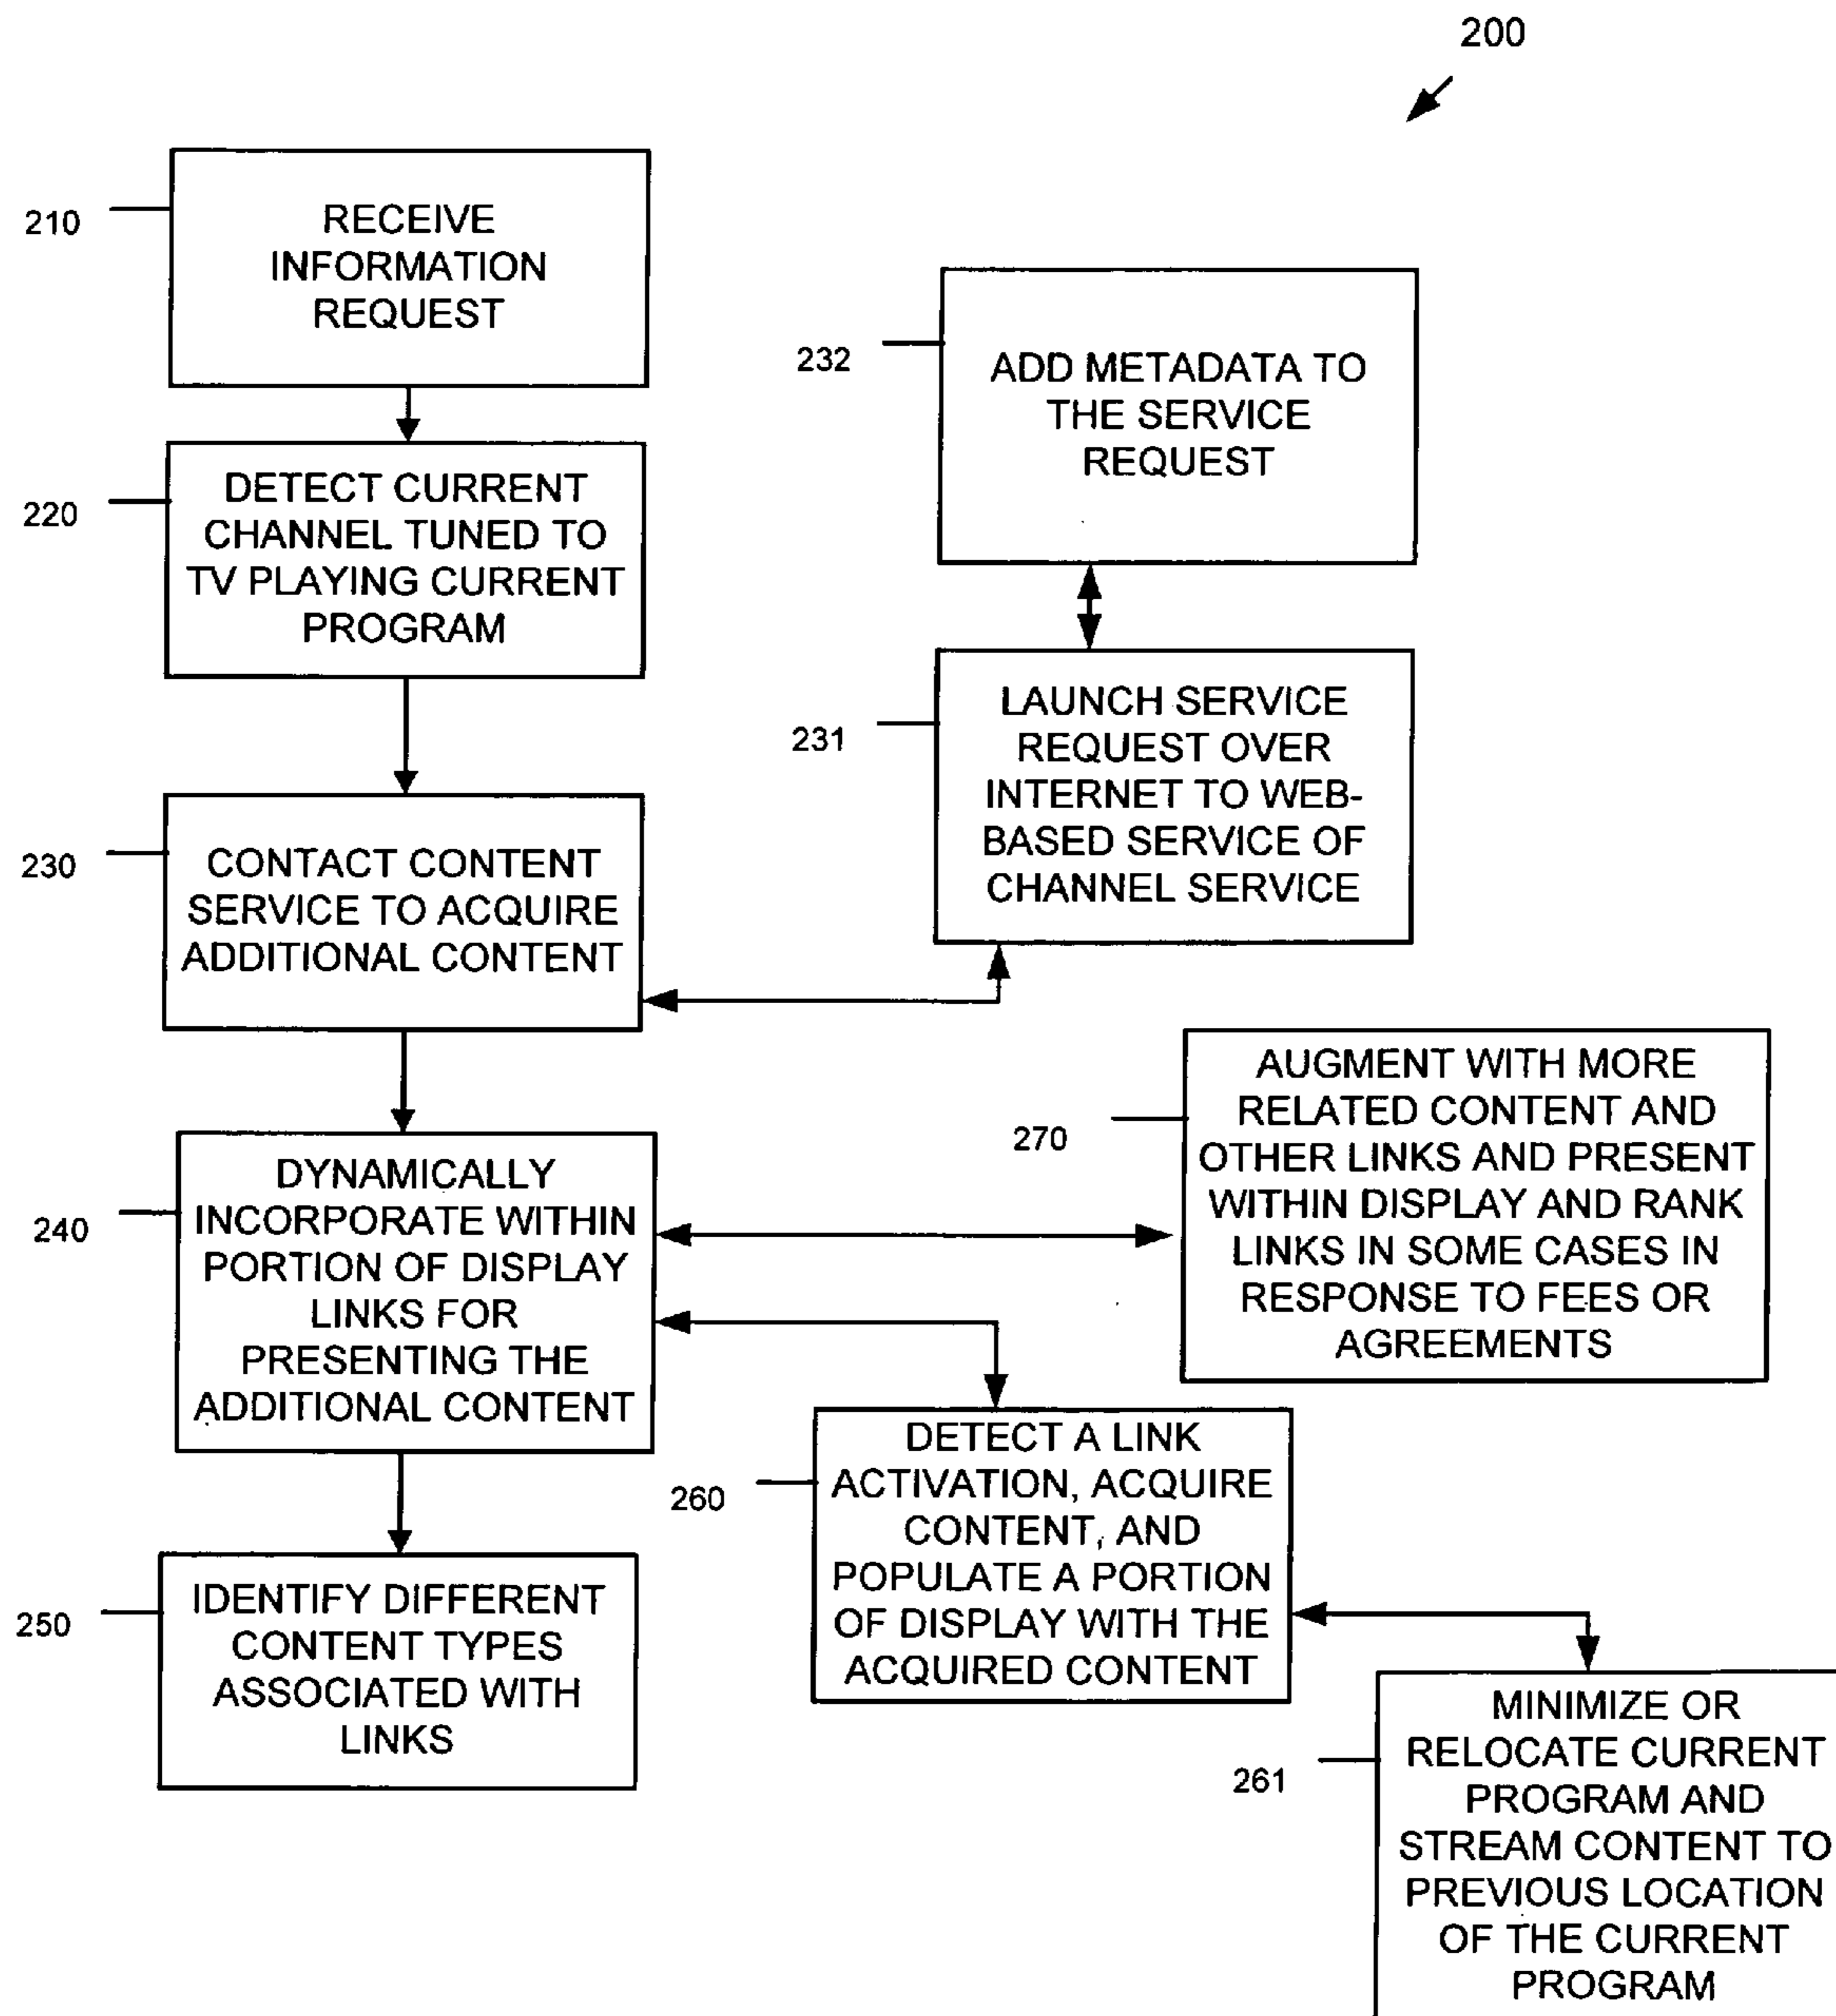 200
210
RECEIVE
INFORMATION
REQUEST
220
DETECT CURRENT
CHANNEL TUNED TO
TV PLAYING CURRENT
PROGRAM
232
ADD METADATA TO
THE SERVICE
REQUEST
231
LAUNCH SERVICE
REQUEST OVER
INTERNET TO WEB-
BASED SERVICE OF
CHANNEL SERVICE
230
CONTACT CONTENT
SERVICE TO ACQUIRE
ADDITIONAL CONTENT
240
DYNAMICALLY
INCORPORATE WITHIN
PORTION OF DISPLAY
LINKS FOR
PRESENTING THE
ADDITIONAL CONTENT
270
AUGMENT WITH MORE
RELATED CONTENT AND
OTHER LINKS AND PRESENT
WITHIN DISPLAY AND RANK
LINKS IN SOME CASES IN
RESPONSE TO FEES OR
AGREEMENTS
250
IDENTIFY DIFFERENT
CONTENT TYPES
ASSOCIATED WITH
LINKS
260
DETECT A LINK
ACTIVATION, ACQUIRE
CONTENT, AND
POPULATE A PORTION
OF DISPLAY WITH THE
ACQUIRED CONTENT
261
MINIMIZE OR
RELOCATE CURRENT
PROGRAM AND
STREAM CONTENT TO
PREVIOUS LOCATION
OF THE CURRENT
PROGRAM